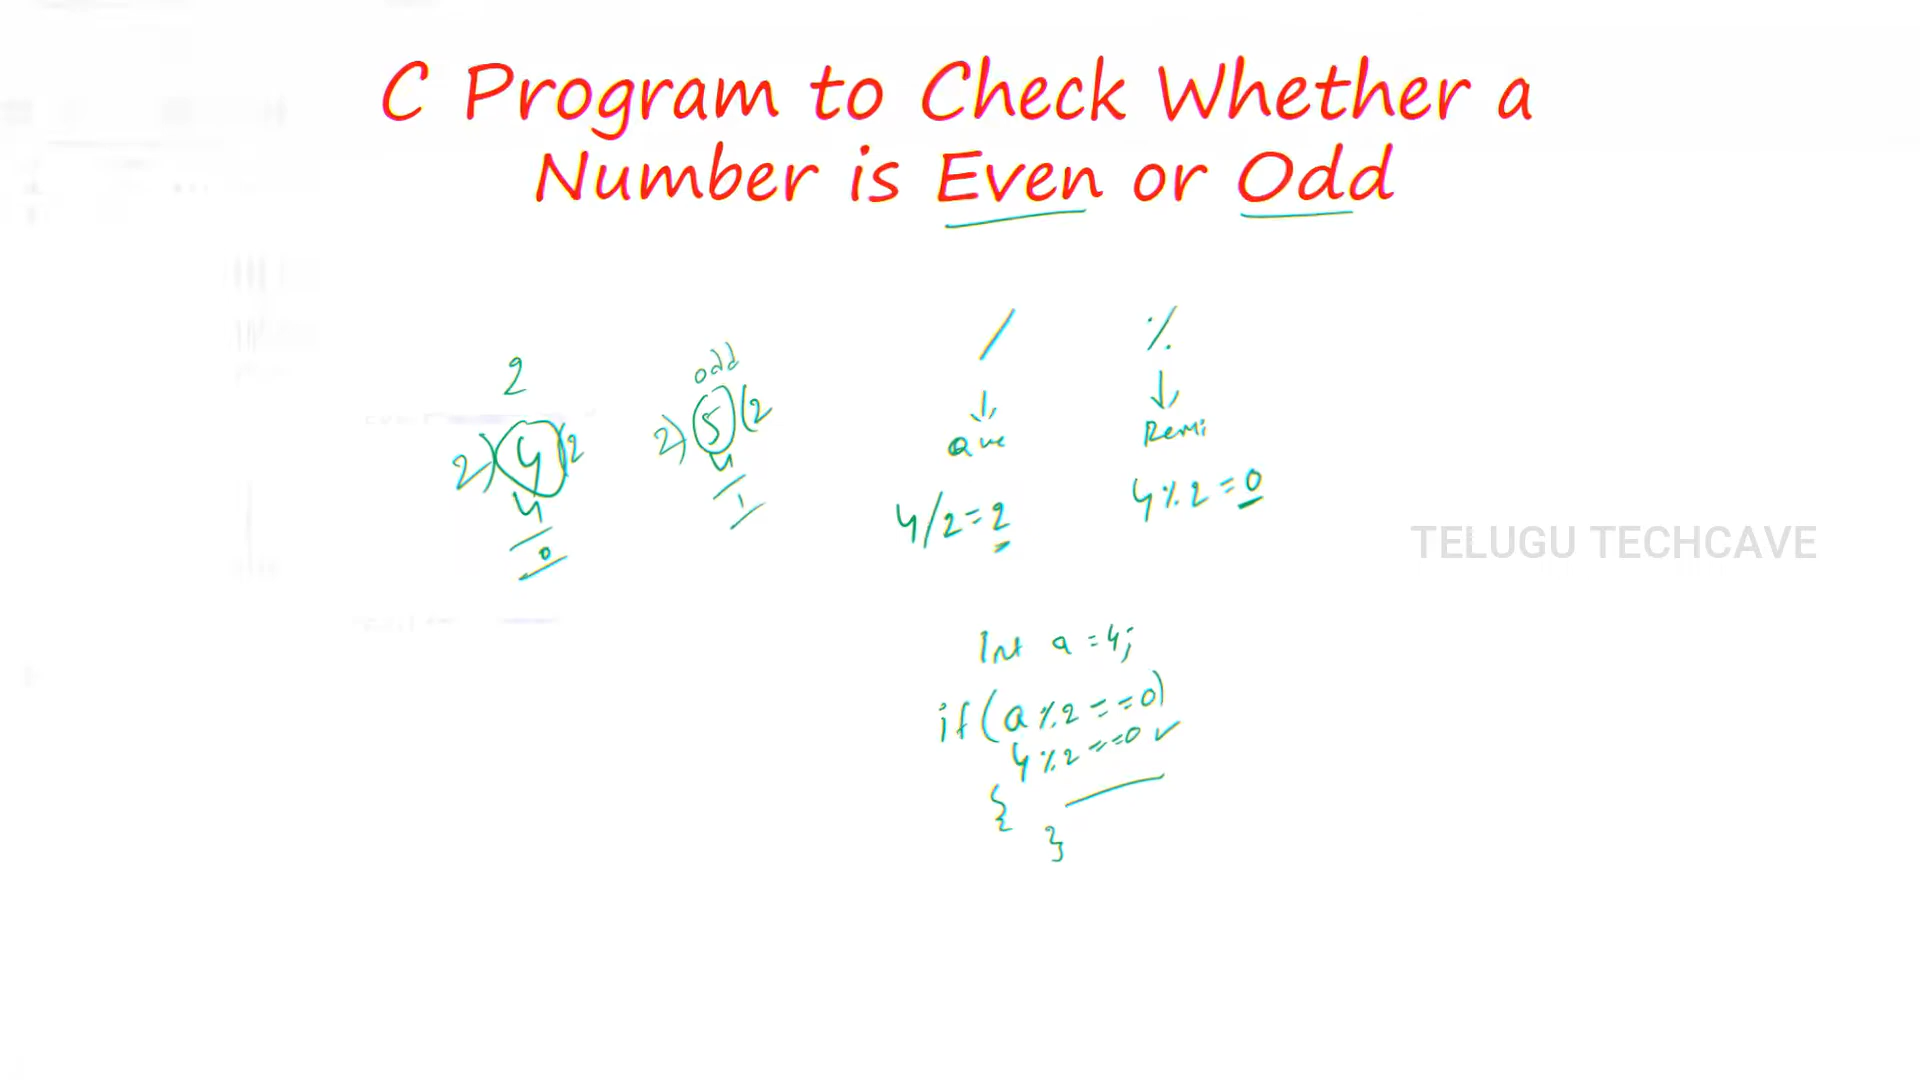 C Program to Check Whether a
Number is Even or Odd
2
2) 4 (2
4
0
odd
2) 5 (2
4
1
/
%
Que
Remi
4/2=2
4%2=0
TELUGU TECHCAVE
Int a=4;
if(a%2==0)
4%2==0 ✓
{
}